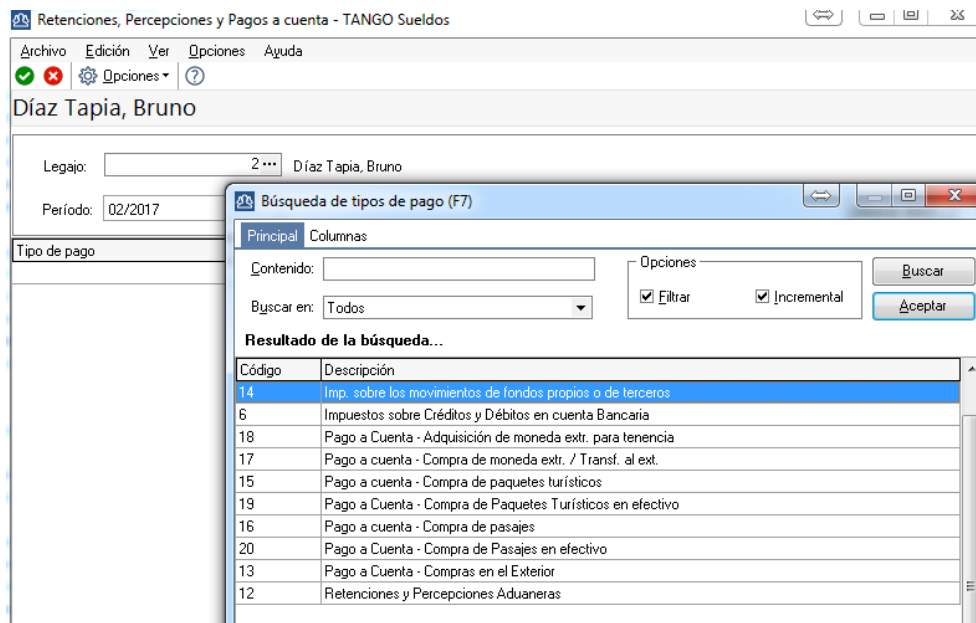 Retenciones, Percepciones y Pagos a cuenta - TANGO Sueldos
Archivo Edición Ver Opciones Ayuda
Opciones
Díaz Tapia, Bruno
Legajo: 2 ... Díaz Tapia, Bruno
Período: 02/2017
Tipo de pago
Búsqueda de tipos de pago (F7)
Principal Columnas
Contenido:
Opciones
Buscar
Filtrar Incremental
Buscar en: Todos
Aceptar
Resultado de la búsqueda...
Código Descripción
14 Imp. sobre los movimientos de fondos propios o de terceros
6 Impuestos sobre Créditos y Débitos en cuenta Bancaria
18 Pago a Cuenta - Adquisición de moneda extr. para tenencia
17 Pago a cuenta - Compra de moneda extr. / Transf. al ext.
15 Pago a cuenta - Compra de paquetes turísticos
19 Pago a Cuenta - Compra de Paquetes Turísticos en efectivo
16 Pago a cuenta - Compra de pasajes
20 Pago a Cuenta - Compra de Pasajes en efectivo
13 Pago a Cuenta - Compras en el Exterior
12 Retenciones y Percepciones Aduaneras